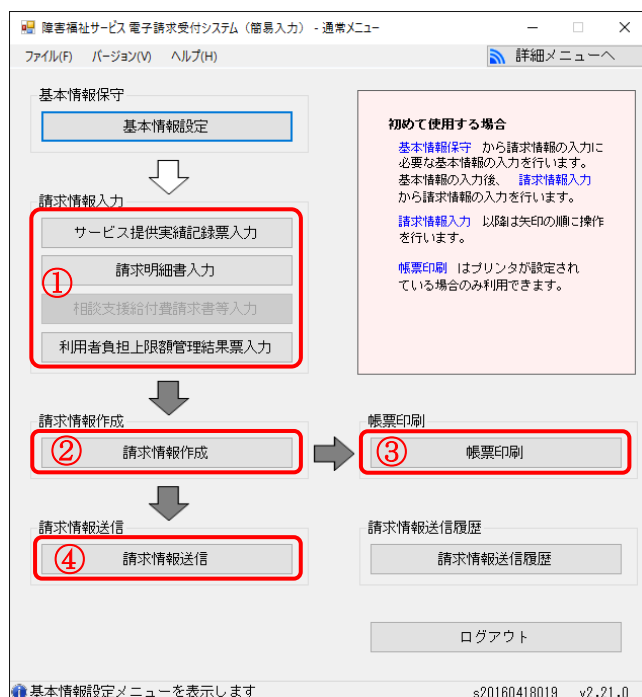 障害福祉サービス 電子請求受付システム (簡易入力) - 通常メニュー
ファイル(F) バージョン(V) ヘルプ(H) 詳細メニューへ
基本情報保守
基本情報設定
初めて使用する場合
基本情報保守 から請求情報の入力に
必要な基本情報の入力を行います。
基本情報の入力後、 請求情報入力
から請求情報の入力を行います。
請求情報入力 以降は矢印の順に操作
を行います。
帳票印刷 はプリンタが設定され
ている場合のみ利用できます。
請求情報入力
サービス提供実績記録票入力
①
請求明細書入力
相談支援給付費請求書等入力
利用者負担上限額管理結果票入力
請求情報作成
② 請求情報作成
帳票印刷
③ 帳票印刷
請求情報送信
④ 請求情報送信
請求情報送信履歴
請求情報送信履歴
ログアウト
基本情報設定メニューを表示します s20160418019 v2.21.0